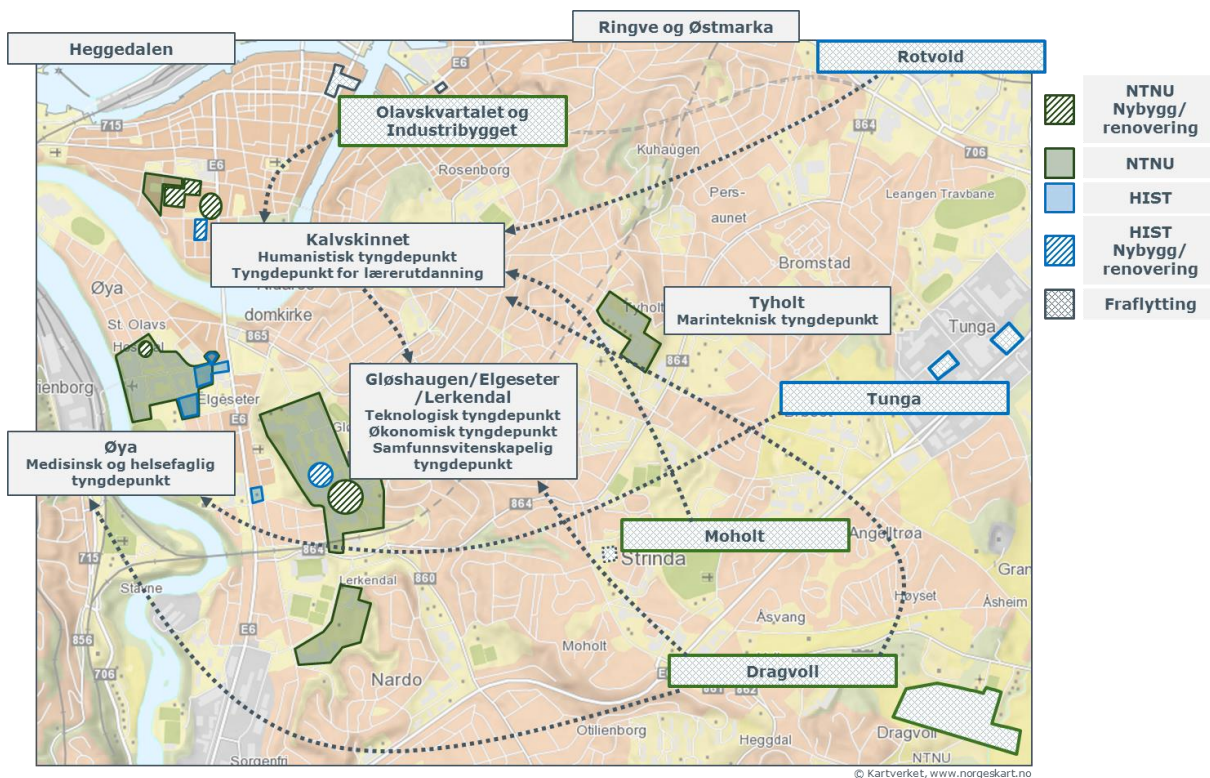 Ringve og Østmarka
Heggedalen
Rotvold
E6
Olavskvartalet og
Industribygget
715
864
706
E6
Rosenborg
Kuhaugen
Pers-
aunet
Leangen Travbane
Kalvskinnet
Humanistisk tyngdepunkt
Tyngdepunkt for lærerutdanning
Bromstad
Øya
domkirke
Tyholt
Marinteknisk tyngdepunkt
St. Olavs
865
864
Tunga
Elgeseter
Gløshaugen/Elgeseter
/Lerkendal
Teknologisk tyngdepunkt
Økonomisk tyngdepunkt
Samfunnsvitenskapelig
tyngdepunkt
Tunga
Øya
Medisinsk og helsefaglig
tyngdepunkt
864
Moholt
Angelltrøa
Strinda
715
864
Lerkendal
860
Stavne
Høyset
Åsheim
Åsvang
E6
856
Moholt
706
Nardo
Dragvoll
862
Otilienborg
Heggdal
Dragvoll
NTNU
Sorgenfri
© Kartverket, www.norgeskart.no
NTNU
Nybygg/
renovering
NTNU
HIST
HIST
Nybygg/
renovering
Fraflytting